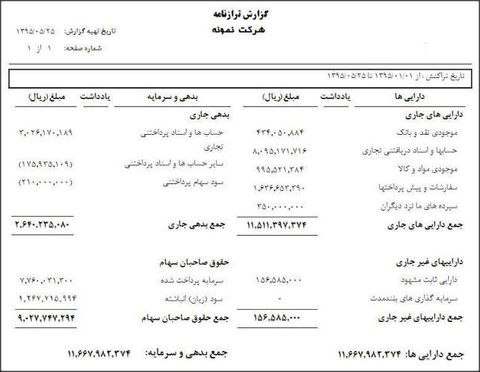 گزارش ترازنامه
شرکت نمونه
تاریخ تهیه گزارش: ۱۳۹۵/۰۵/۲۵
شماره صفحه: ۱ از ۱
تاریخ تراکنش : از ۱۳۹۵/۰۱/۰۱ تا ۱۳۹۵/۰۵/۲۵
دارایی ها یادداشت مبلغ(ریال) بدهی و سرمایه یادداشت مبلغ(ریال)
دارایی های جاری بدهی جاری
موجودی نقد و بانک ۴۳۴,۰۵۰,۸۸۴ حساب ها و اسناد پرداختنی ۳,۰۲۶,۱۷۰,۱۸۹
تجاری
حسابها و اسناد دریافتنی تجاری ۸,۰۹۵,۱۷۱,۷۱۶ سایر حساب ها و اسناد پرداختنی (۱۷۵,۹۳۵,۱۰۹)
موجودی مواد و کالا ۹۹۵,۵۲۱,۳۸۴ سود سهام پرداختنی (۲۱۰,۰۰۰,۰۰۰)
سفارشات و پیش پرداختها ۱,۶۳۶,۶۵۳,۳۹۰
سپرده های ما نزد دیگران ۳۵۰,۰۰۰,۰۰۰
جمع دارایی های جاری ۱۱,۵۱۱,۳۹۷,۳۷۴ جمع بدهی جاری ۲,۶۴۰,۲۳۵,۰۸۰
داراییهای غیر جاری حقوق صاحبان سهام
دارایی ثابت مشهود ۱۵۶,۵۸۵,۰۰۰ سرمایه پرداخت شده ۷,۷۶۰,۰۳۱,۳۰۰
سرمایه گذاری های بلندمدت ۰ سود (زیان) انباشته ۱,۲۶۷,۷۱۵,۹۹۴
جمع داراییهای غیر جاری ۱۵۶,۵۸۵,۰۰۰ جمع حقوق صاحبان سهام ۹,۰۲۷,۷۴۷,۲۹۴
جمع دارایی ها: ۱۱,۶۶۷,۹۸۲,۳۷۴ جمع بدهی و سرمایه: ۱۱,۶۶۷,۹۸۲,۳۷۴